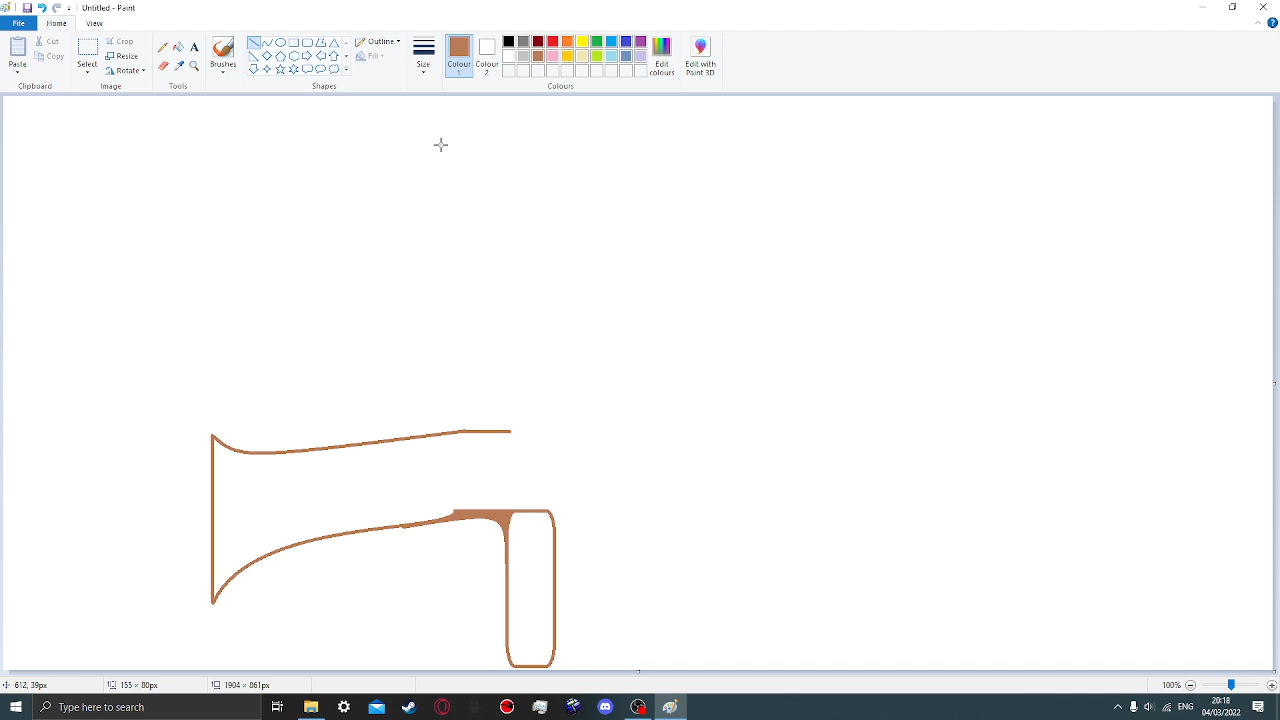 Untitled - Paint
File Home View
Paste
Cut
Copy
Clipboard
Select
Crop
Resize
Rotate
Image
A
Tools
Brushes
Outline
Fill
Shapes
Size
Colour 1
Colour 2
Edit colours
Edit with Paint 3D
Colours
612, 39px
155 × 80px
1904 × 861px
100%
Type here to search
ENG
20:18
04/03/2022